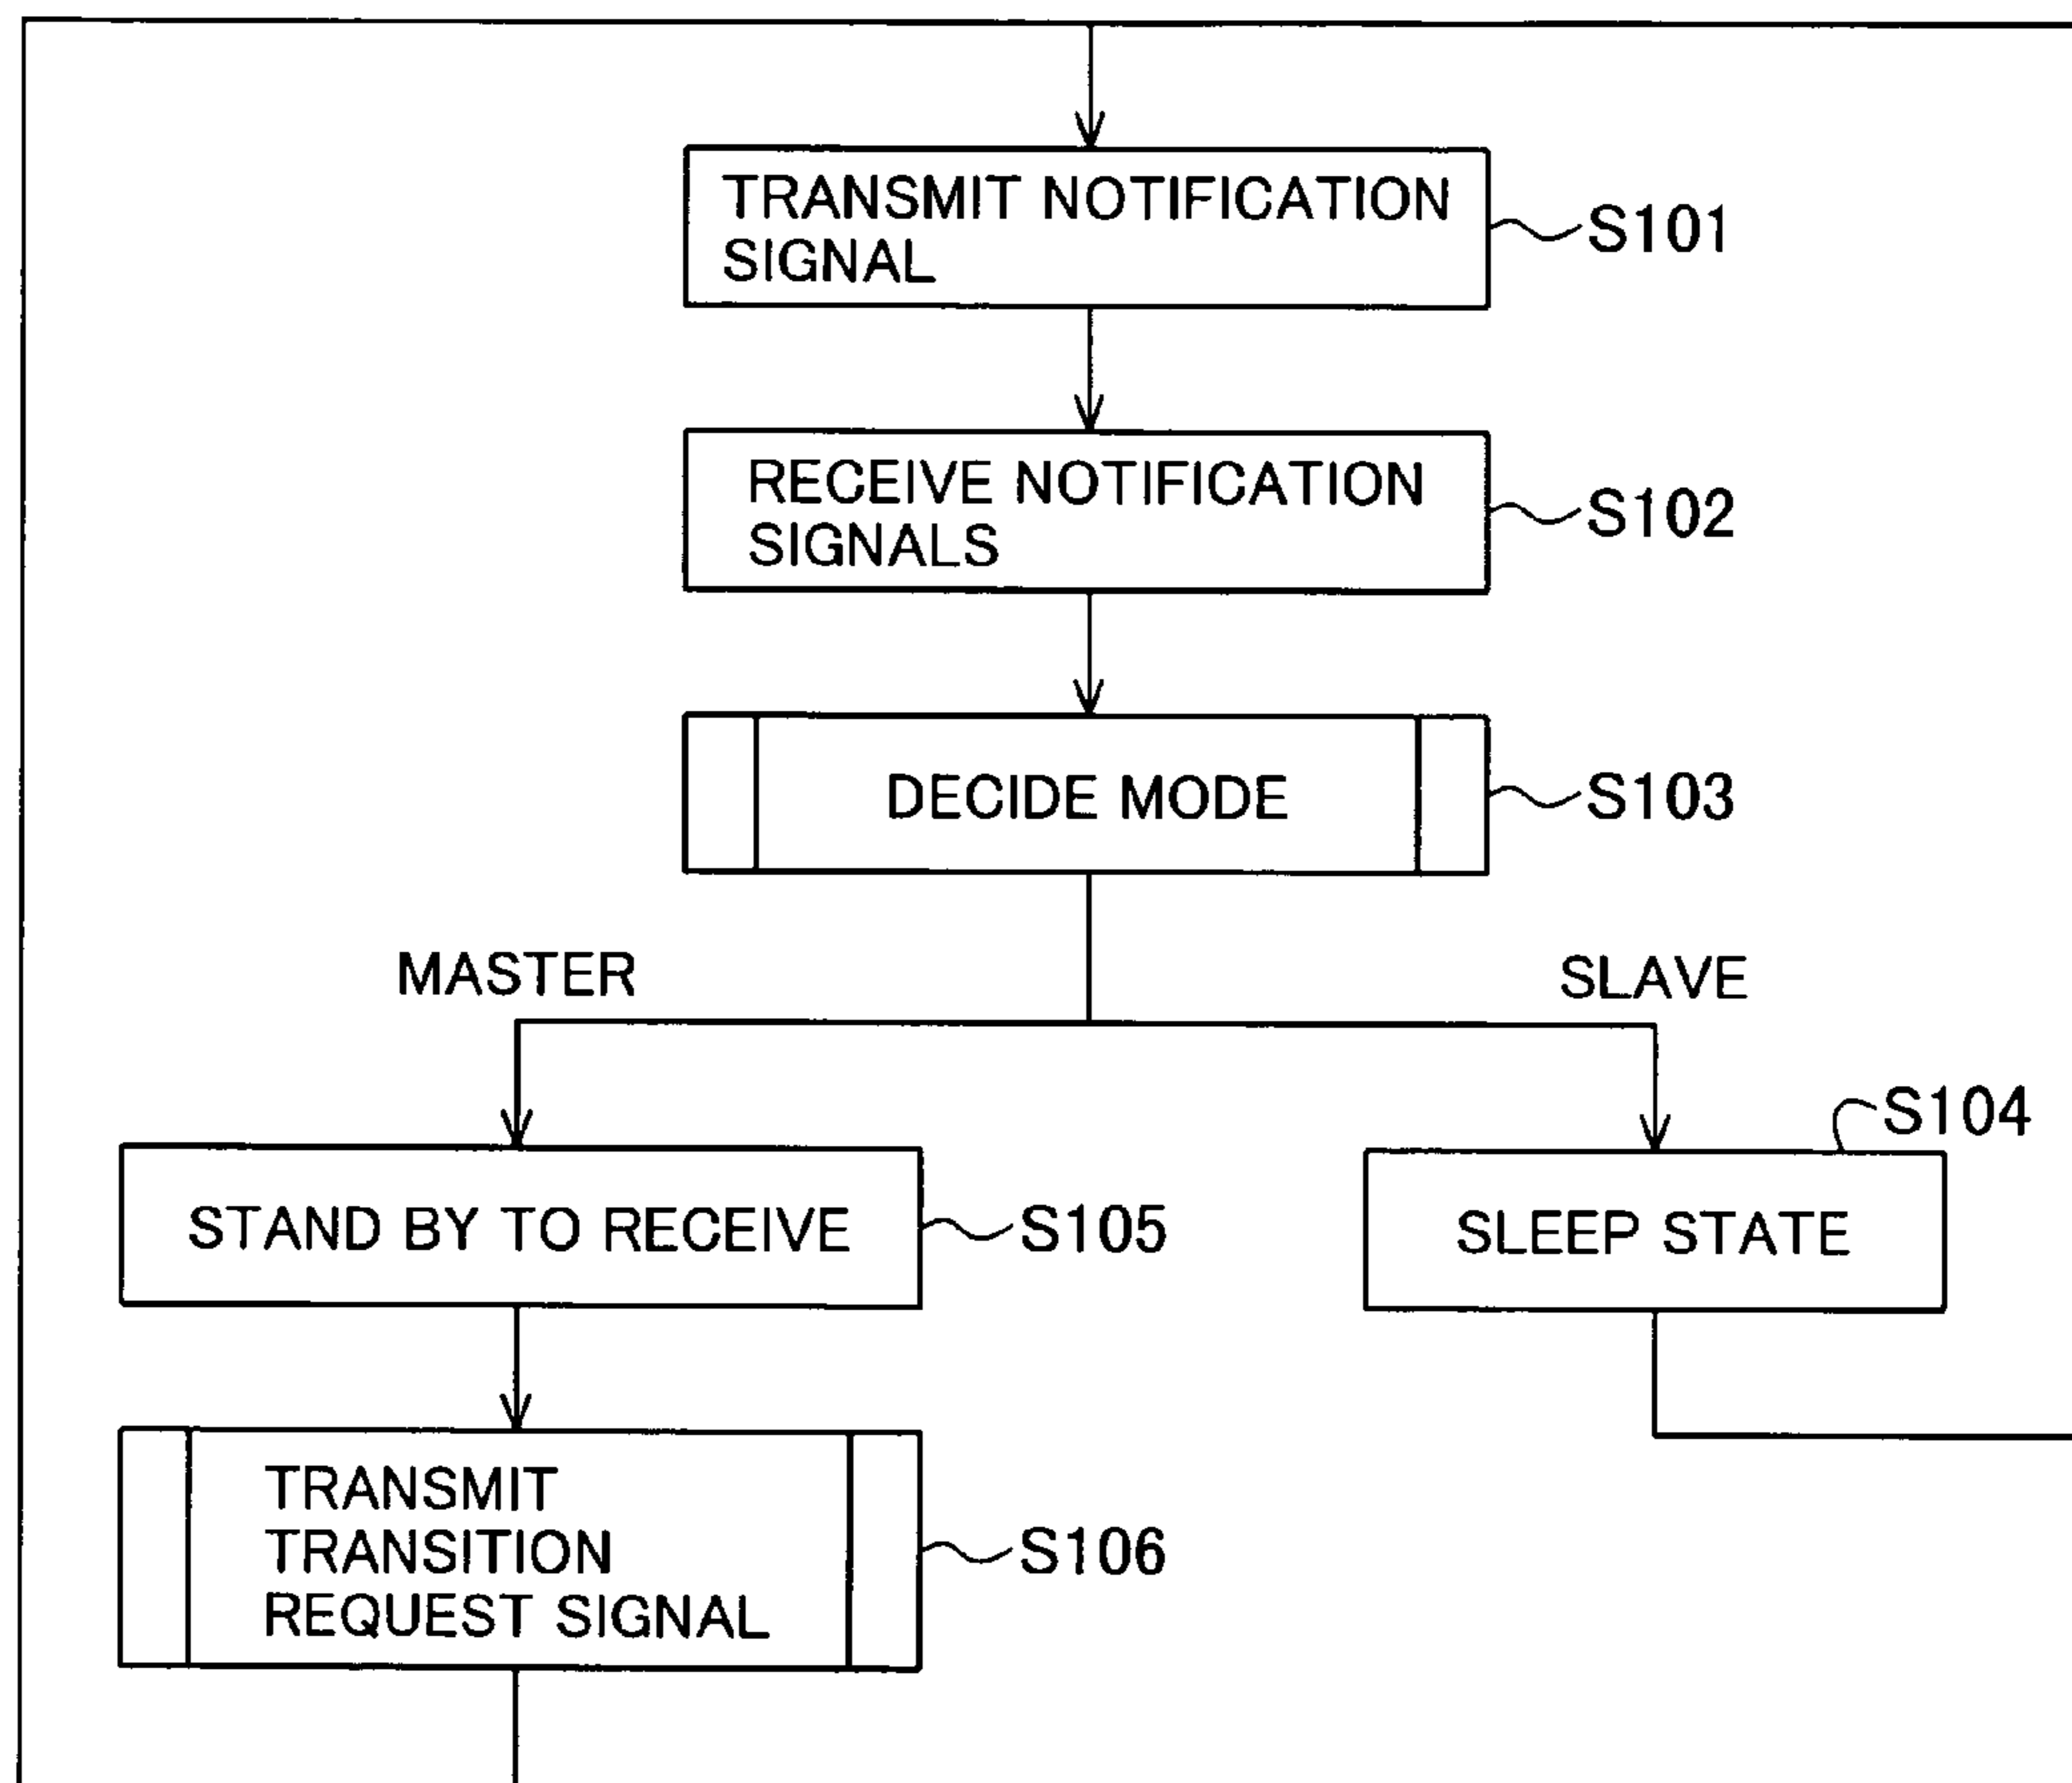 TRANSMIT NOTIFICATION
SIGNAL
S101
RECEIVE NOTIFICATION
SIGNALS
S102
DECIDE MODE
S103
MASTER
SLAVE
S104
STAND BY TO RECEIVE
S105
SLEEP STATE
TRANSMIT
TRANSITION
REQUEST SIGNAL
S106